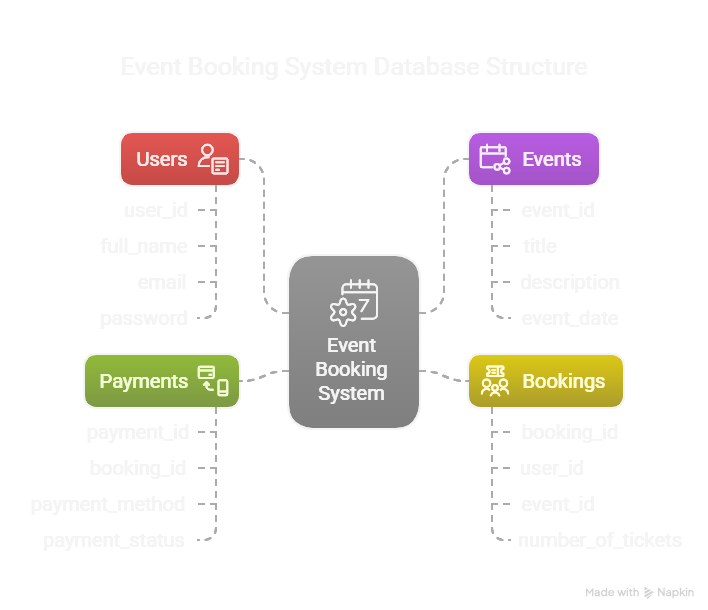 Event Booking System Database Structure
Users
user_id
full_name
email
password
Events
event_id
title
description
event_date
7
Event
Booking
System
Payments
payment_id
booking_id
payment_method
payment_status
Bookings
booking_id
user_id
event_id
number_of_tickets
Made with Napkin